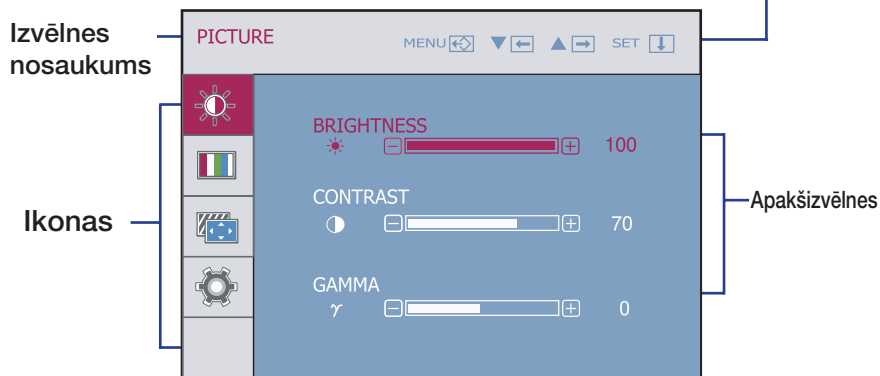 Izvēlnes
nosaukums
PICTURE
MENU
SET
BRIGHTNESS
100
CONTRAST
70
GAMMA
γ
0
Ikonas
Apakšizvēlnes